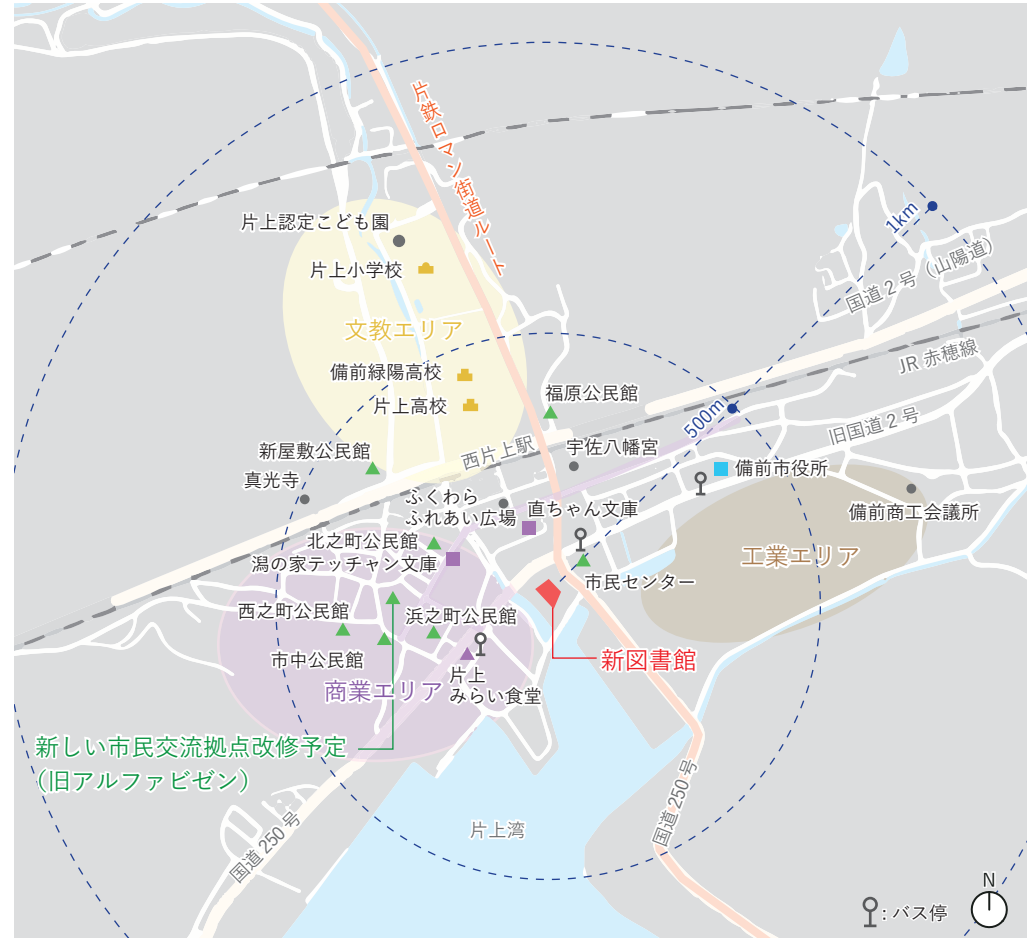 片鉄ロマン街道ルート
片上認定こども園
1km
国道2号（山陽道）
片上小学校
文教エリア
JR 赤穂線
備前緑陽高校
福原公民館
片上高校
500m
旧国道2号
新屋敷公民館
西片上駅
宇佐八幡宮
備前市役所
真光寺
ふくわら
ふれあい広場
直ちゃん文庫
備前商工会議所
北之町公民館
潟の家テッチャン文庫
工業エリア
市民センター
西之町公民館
浜之町公民館
市中公民館
新図書館
片上
みらい食堂
商業エリア
新しい市民交流拠点改修予定
（旧アルファビゼン）
国道250号
片上湾
国道250号
N
: バス停